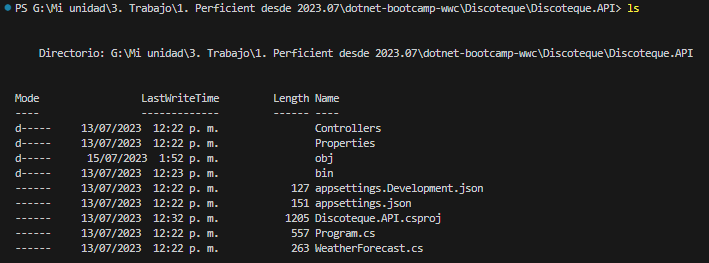 PS G:\Mi unidad\3. Trabajo\1. Perficient desde 2023.07\dotnet-bootcamp-wwc\Discoteque\Discoteque.API> ls
Directorio: G:\Mi unidad\3. Trabajo\1. Perficient desde 2023.07\dotnet-bootcamp-wwc\Discoteque\Discoteque.API
Mode LastWriteTime Length Name
---- ------------- ------ ----
d----- 13/07/2023 12:22 p. m. Controllers
d----- 13/07/2023 12:22 p. m. Properties
d----- 15/07/2023 1:52 p. m. obj
d----- 13/07/2023 12:23 p. m. bin
------ 13/07/2023 12:22 p. m. 127 appsettings.Development.json
------ 13/07/2023 12:22 p. m. 151 appsettings.json
------ 13/07/2023 12:32 p. m. 1205 Discoteque.API.csproj
------ 13/07/2023 12:22 p. m. 557 Program.cs
------ 13/07/2023 12:22 p. m. 263 WeatherForecast.cs